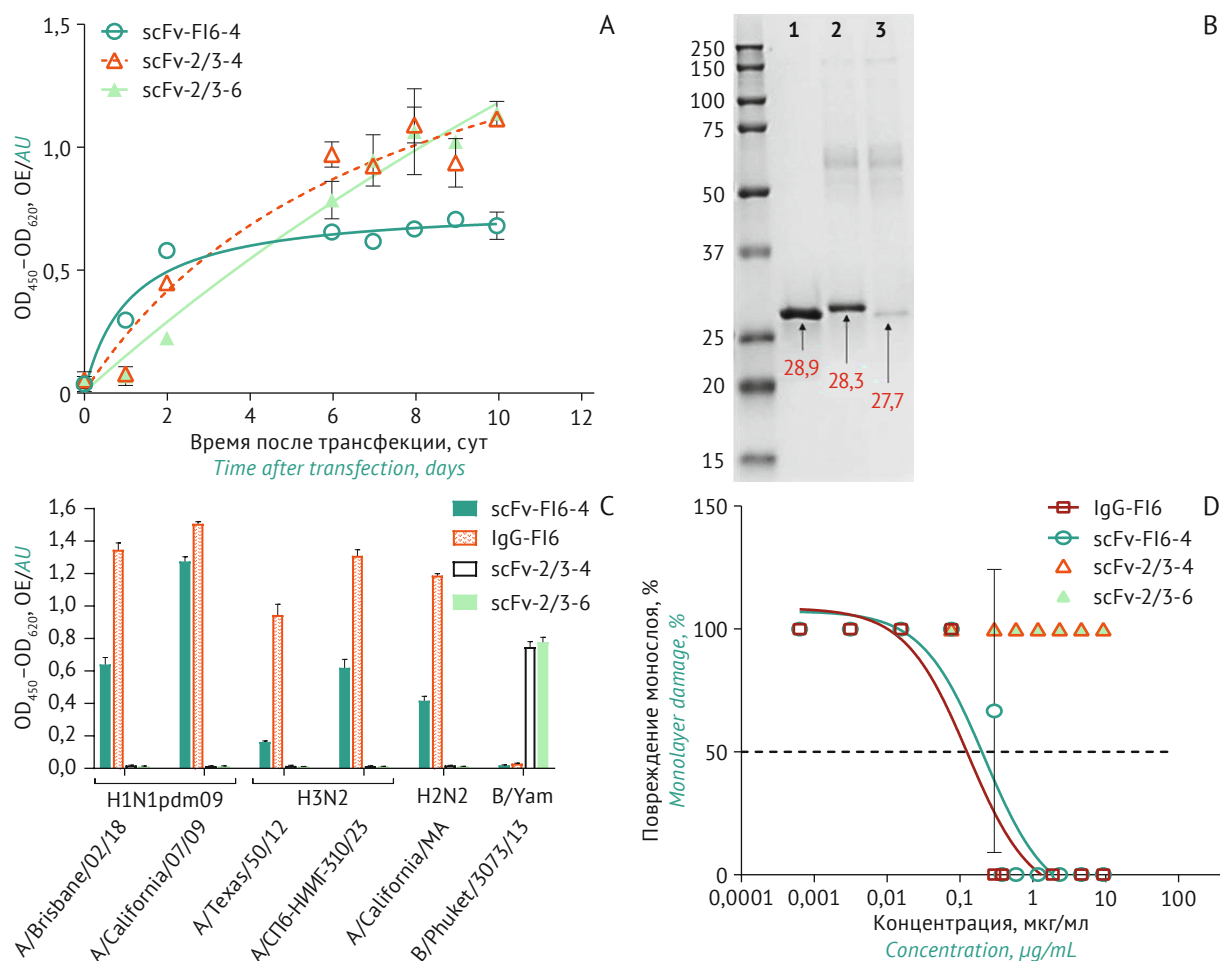 A
1,5
1,0
0,5
0
OD450–OD620, OE/AU
scFv-FI6-4
scFv-2/3-4
scFv-2/3-6
0 2 4 6 8 10 12
Время после трансфекции, сут
Time after transfection, days
B
1 2 3
250
150
100
75
50
37
25
20
15
28,9
28,3
27,7
C
1,6
1,4
1,2
1,0
0,8
0,6
0,4
0,2
0,0
OD450–OD620, OE/AU
scFv-FI6-4
IgG-FI6
scFv-2/3-4
scFv-2/3-6
H1N1pdm09 H3N2 H2N2 B/Yam
A/Brisbane/02/18
A/California/07/09
A/Texas/50/12
A/СПб-НИИГ-310/23
A/California/MA
B/Phuket/3073/13
D
150
100
50
0
Повреждение монослоя, %
Monolayer damage, %
IgG-FI6
scFv-FI6-4
scFv-2/3-4
scFv-2/3-6
0,0001 0,001 0,01 0,1 1 10 100
Концентрация, мкг/мл
Concentration, µg/mL